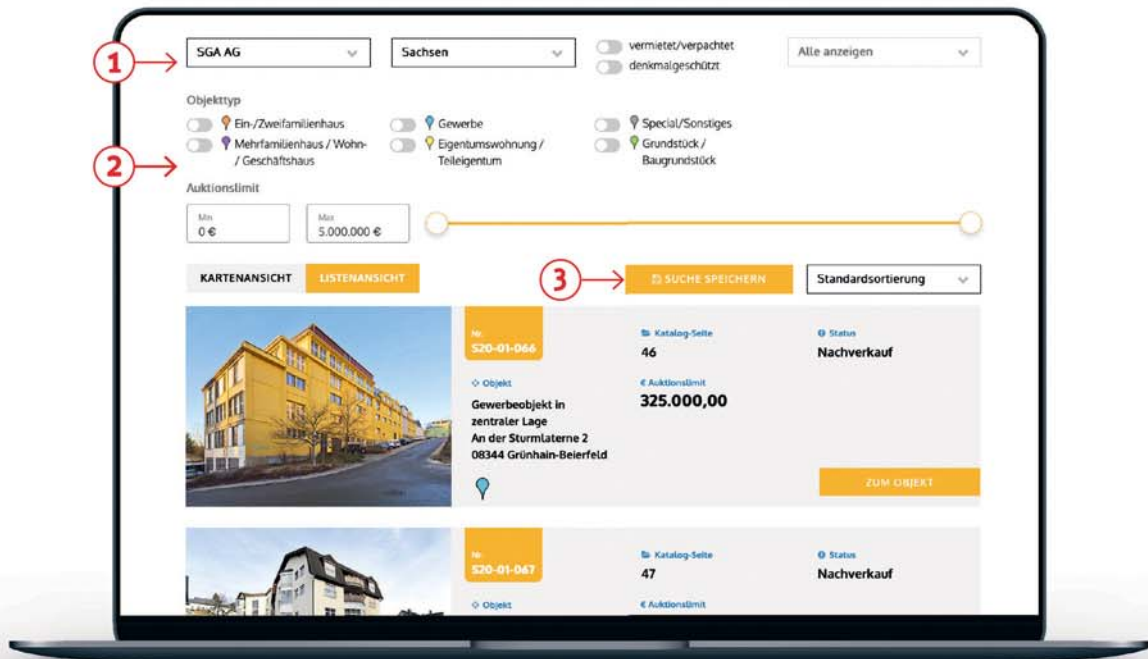 SGA AG
Sachsen
vermietet/verpachtet
denkmalgeschützt
Alle anzeigen
1
Objekttyp
Ein-/Zweifamilienhaus
Mehrfamilienhaus / Wohn-
/ Geschäftshaus
Gewerbe
Eigentumswohnung /
Teileigentum
Special/Sonstiges
Grundstück /
Baugrundstück
2
Auktionslimit
Min
0 €
Max
5.000.000 €
KARTENANSICHT
LISTENANSICHT
3
SUCHE SPEICHERN
Standardsortierung
Nr.
S20-01-066
Katalog-Seite
46
Status
Nachverkauf
Objekt
Gewerbeobjekt in
zentraler Lage
An der Sturmlaterne 2
08344 Grünhain-Beierfeld
€ Auktionslimit
325.000,00
ZUM OBJEKT
Nr.
S20-01-067
Katalog-Seite
47
Status
Nachverkauf
Objekt
€ Auktionslimit